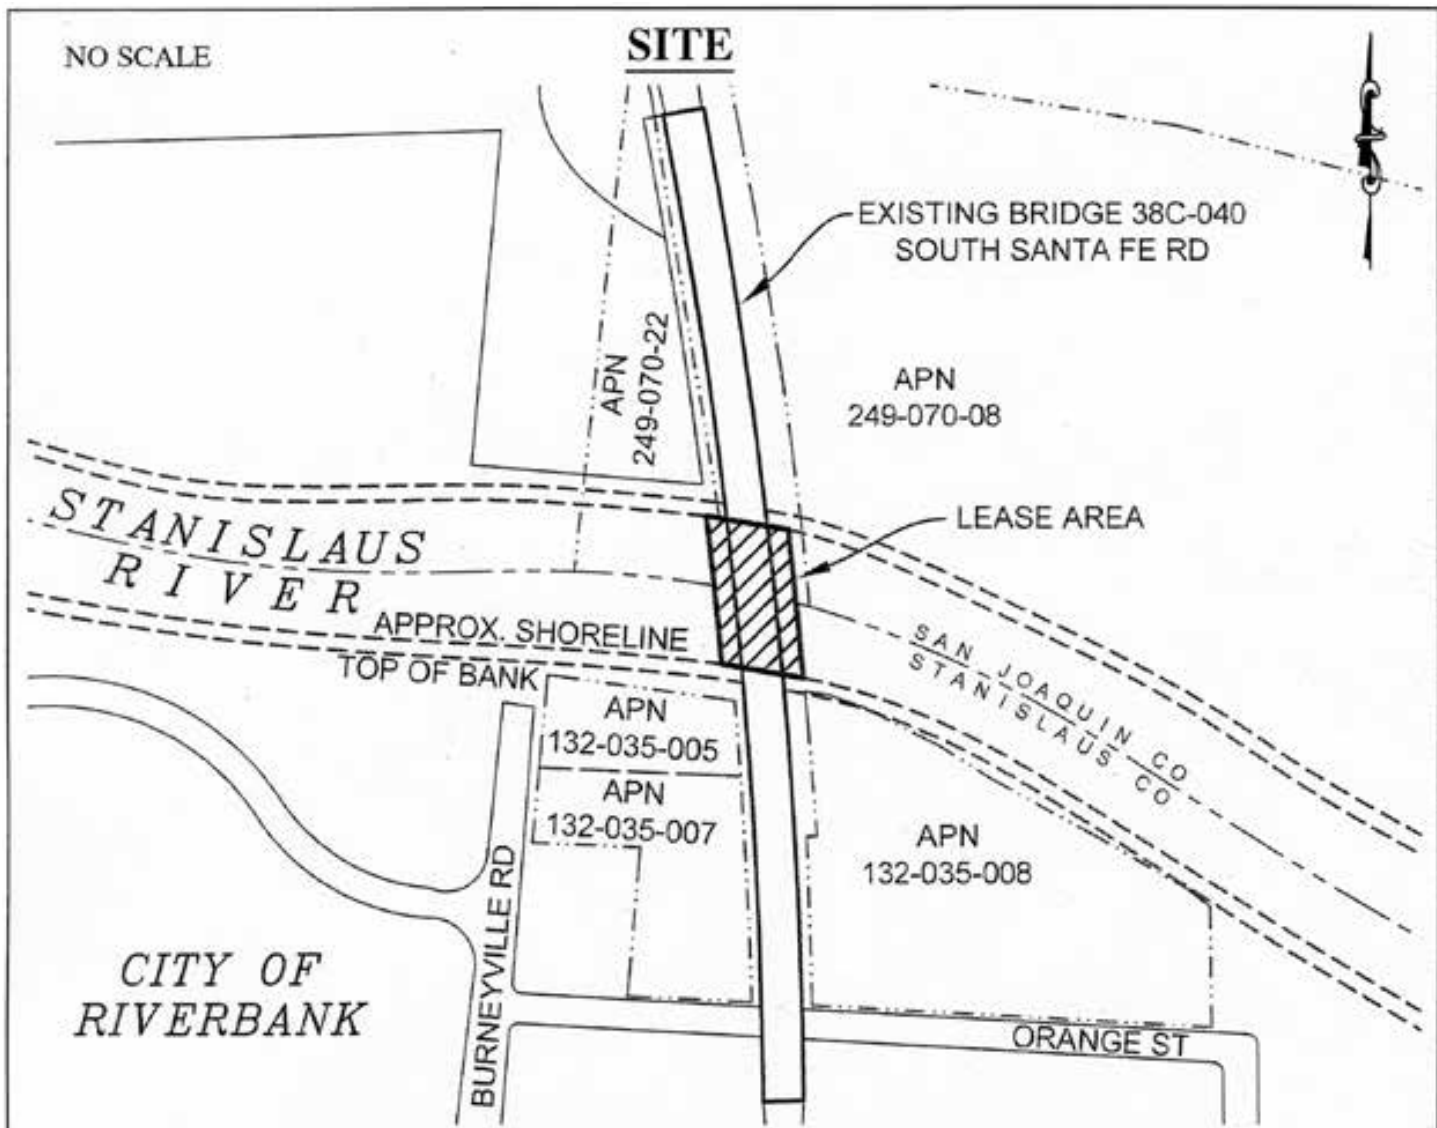 SITE
NO SCALE
EXISTING BRIDGE 38C-040
SOUTH SANTA FE RD
APN
249-070-22
APN
249-070-08
LEASE AREA
STANISLAUS
RIVER
APPROX. SHORELINE
TOP OF BANK
SAN JOAQUIN CO
STANISLAUS CO
APN
132-035-005
APN
132-035-007
APN
132-035-008
BURNEYVILLE RD
CITY OF
RIVERBANK
ORANGE ST